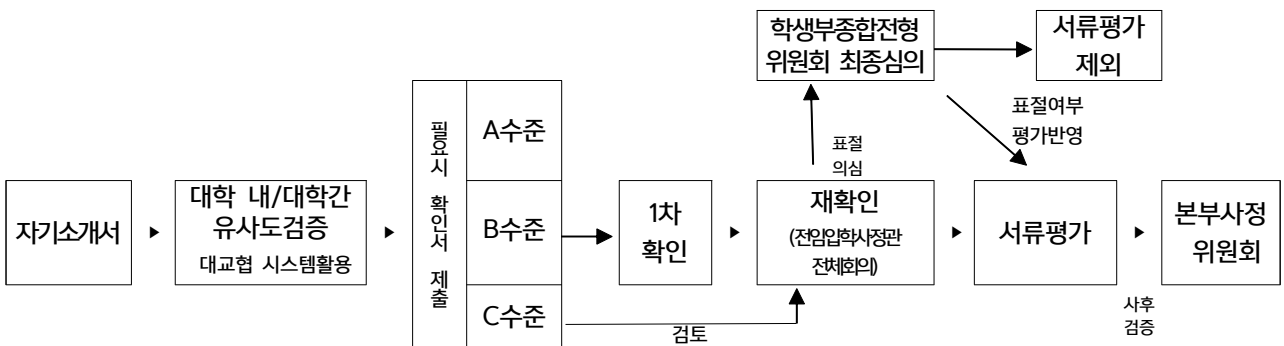 자기소개서
대학 내/대학간
유사도검증
대교협 시스템활용
필요시 확인서 제출
A수준
B수준
C수준
1차
확인
검토
재확인
(전임입학사정관
전체회의)
표절
의심
학생부종합전형
위원회 최종심의
서류평가
제외
표절여부
평가반영
서류평가
사후
검증
본부사정
위원회